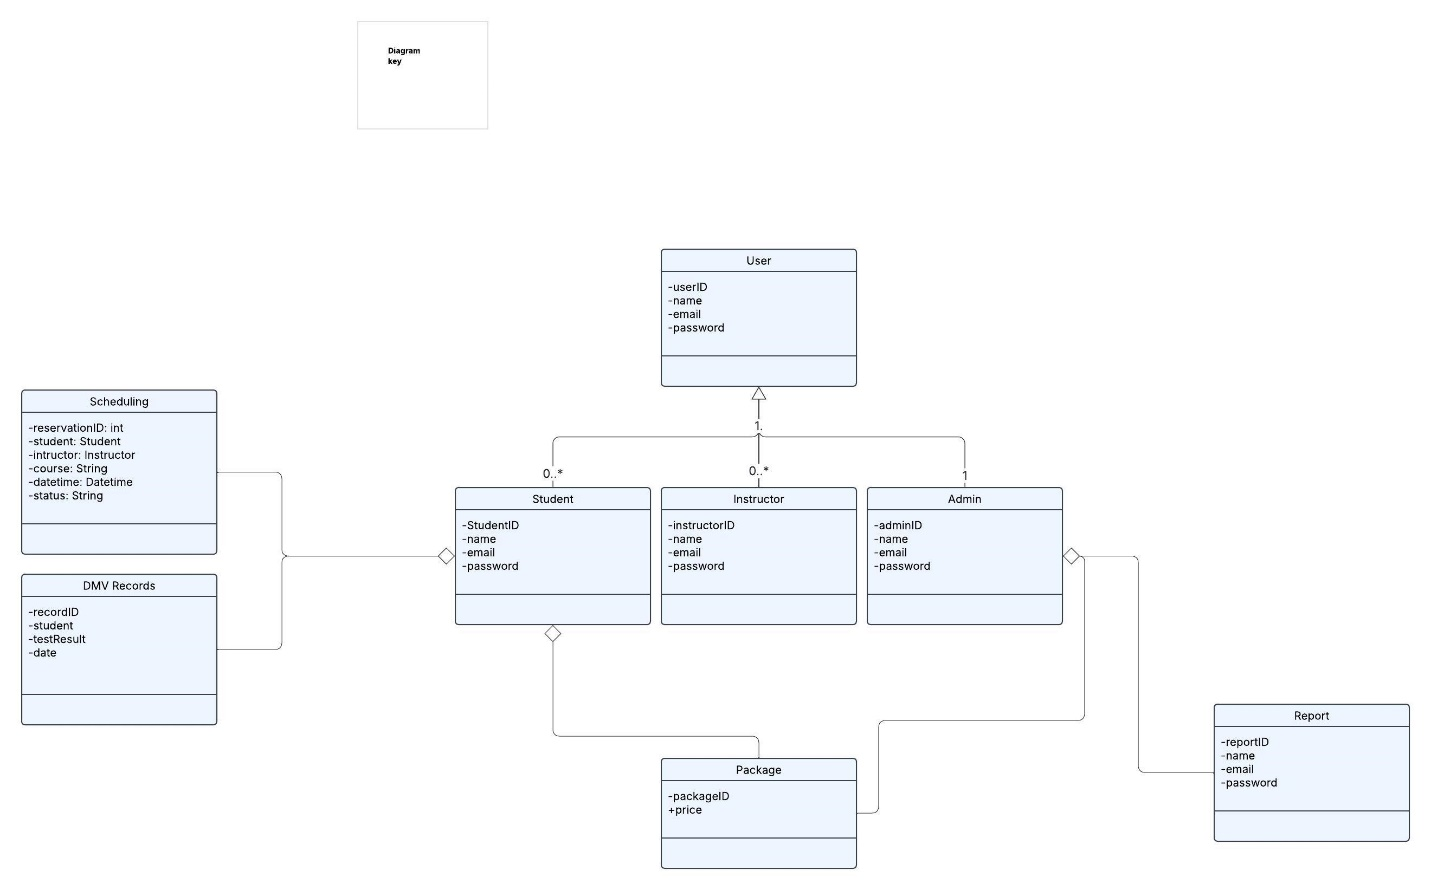 Diagram
key
User
-userID
-name
-email
-password
Scheduling
-reservationID: int
-student: Student
-intructor: Instructor
-course: String
-datetime: Datetime
-status: String
1.
0..*
0..*
1
Student
-StudentID
-name
-email
-password
Instructor
-instructorID
-name
-email
-password
Admin
-adminID
-name
-email
-password
DMV Records
-recordID
-student
-testResult
-date
Report
-reportID
-name
-email
-password
Package
-packageID
+price